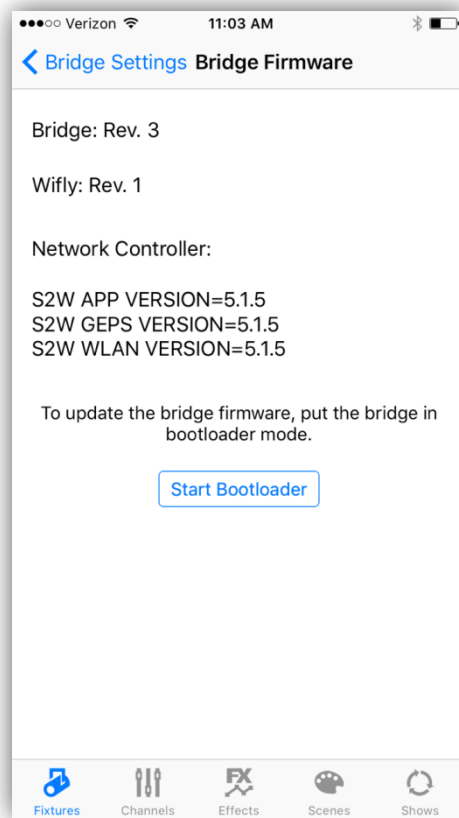 ●●●○○ Verizon 11:03 AM
Bridge Settings Bridge Firmware
Bridge: Rev. 3
Wifly: Rev. 1
Network Controller:
S2W APP VERSION=5.1.5
S2W GEPS VERSION=5.1.5
S2W WLAN VERSION=5.1.5
To update the bridge firmware, put the bridge in
bootloader mode.
Start Bootloader
FX
Fixtures Channels Effects Scenes Shows